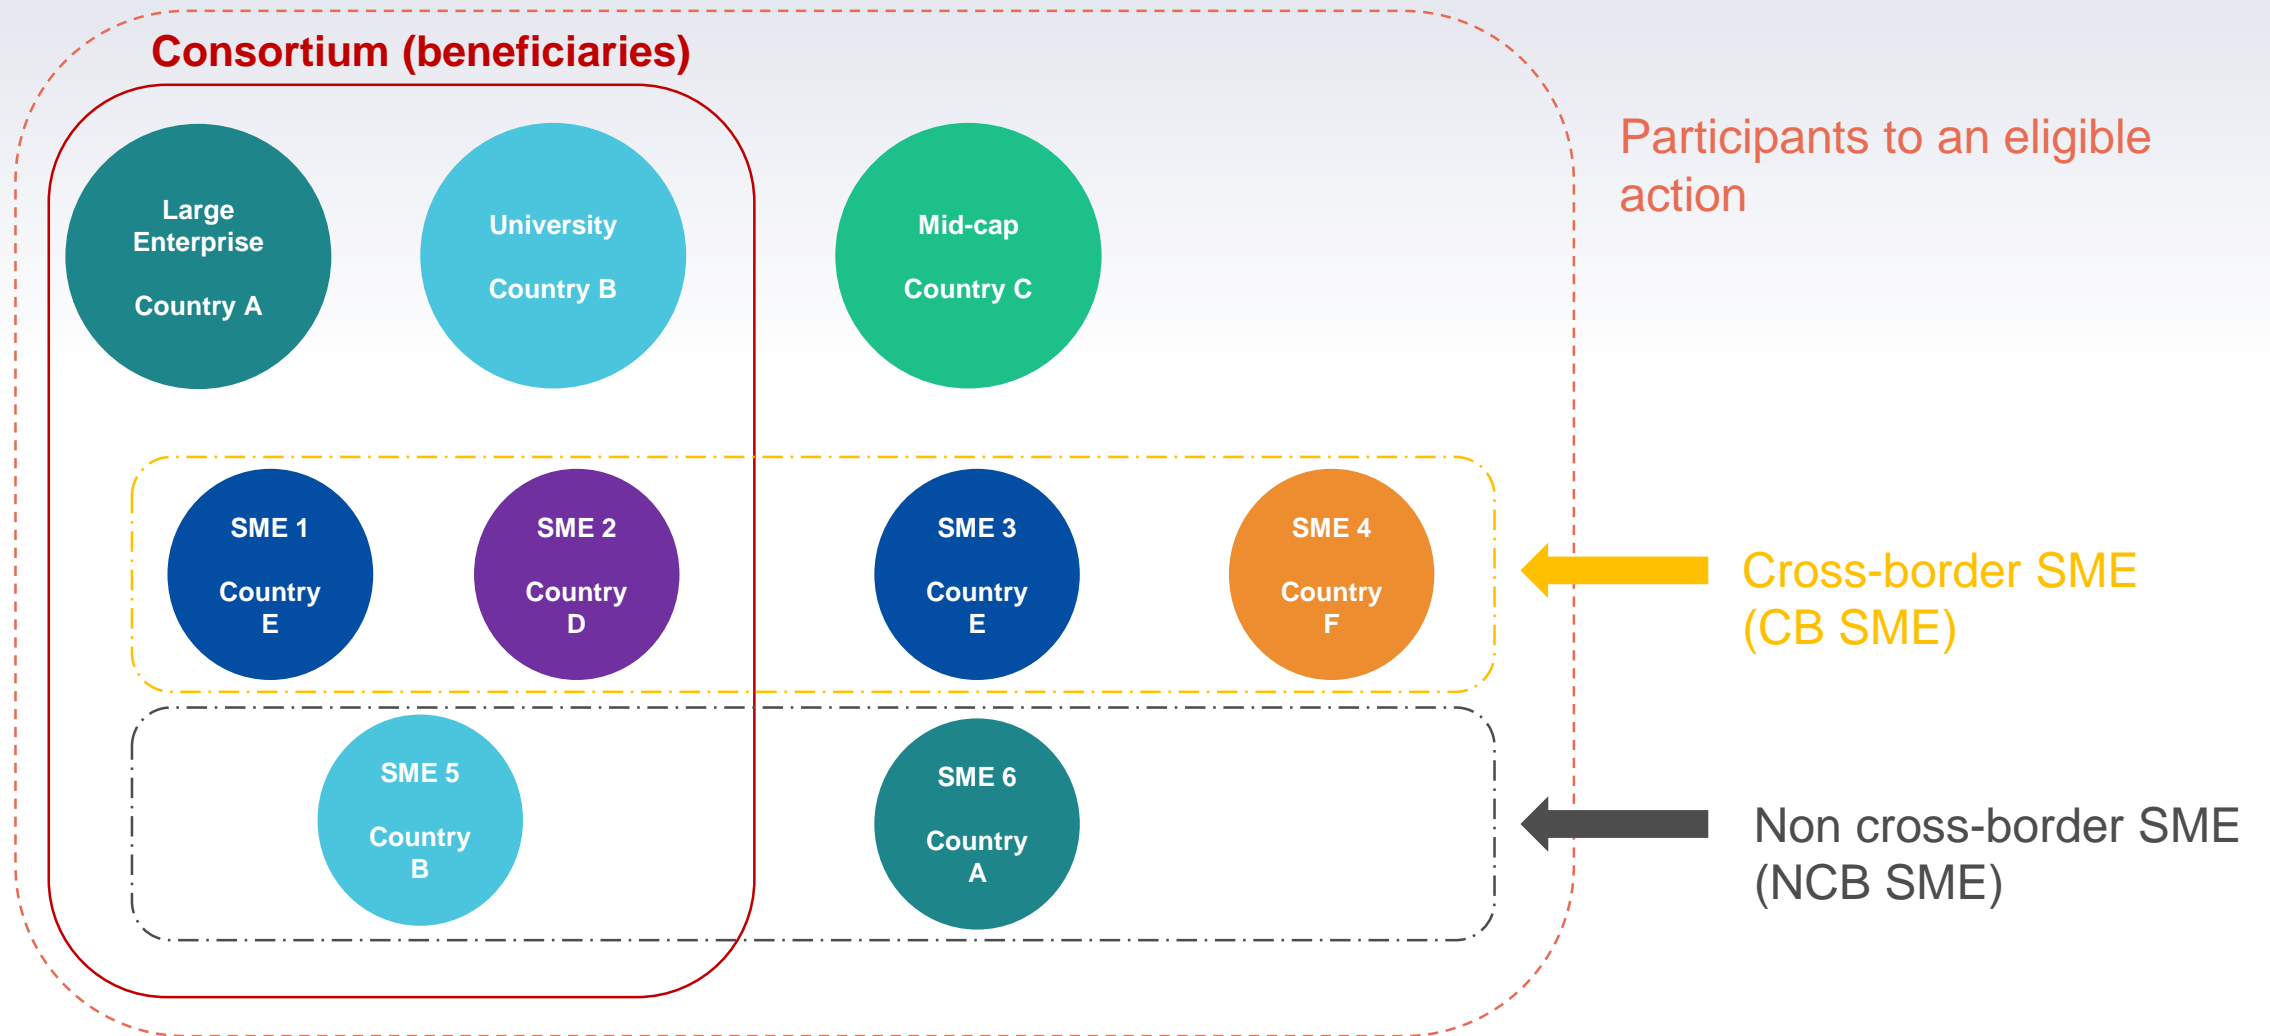 Consortium (beneficiaries)
Participants to an eligible
action
Large
Enterprise
Country A
University
Country B
Mid-cap
Country C
SME 1
Country
E
SME 2
Country
D
SME 3
Country
E
SME 4
Country
F
Cross-border SME
(CB SME)
SME 5
Country
B
SME 6
Country
A
Non cross-border SME
(NCB SME)